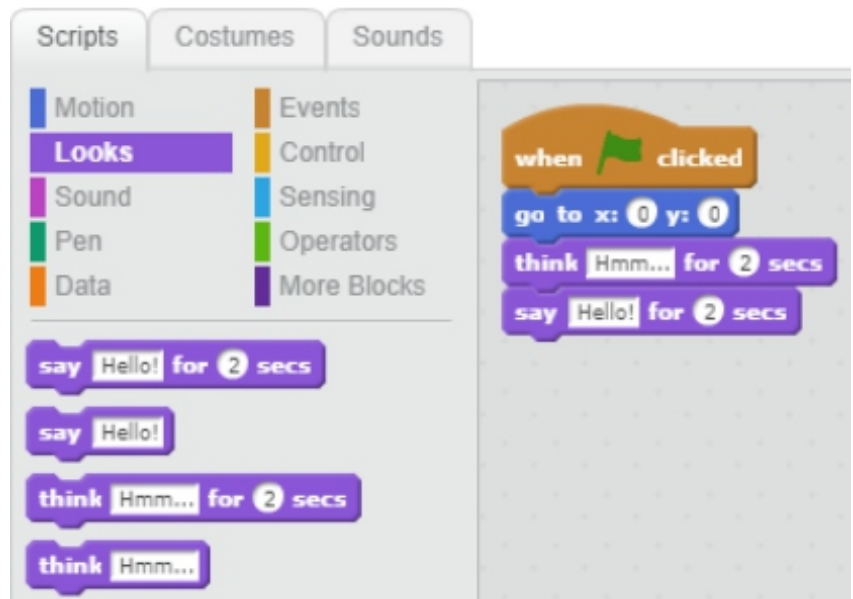 Scripts Costumes Sounds
Motion Events
Looks Control
Sound Sensing
Pen Operators
Data More Blocks
say Hello! for 2 secs
say Hello!
think Hmm... for 2 secs
think Hmm...
when clicked
go to x: 0 y: 0
think Hmm... for 2 secs
say Hello! for 2 secs